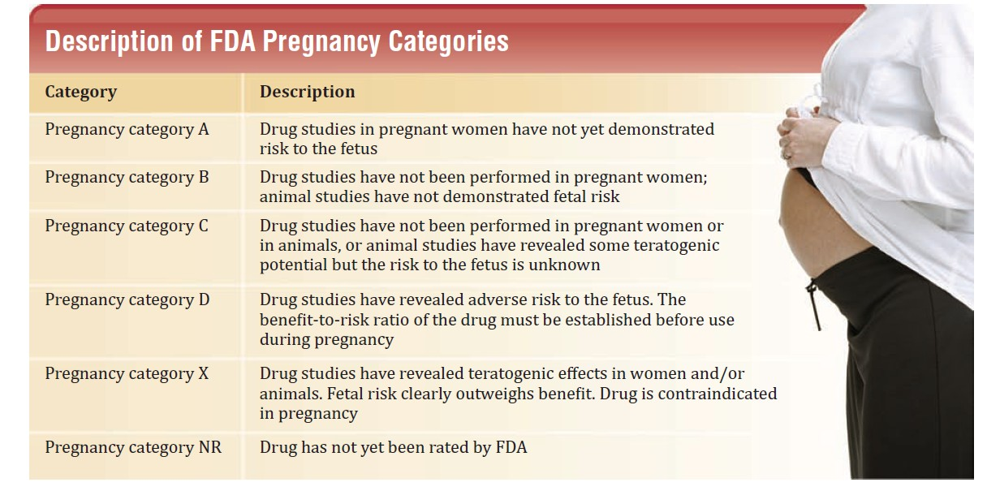 Description of FDA Pregnancy Categories
Category Description
Pregnancy category A Drug studies in pregnant women have not yet demonstrated
risk to the fetus
Pregnancy category B Drug studies have not been performed in pregnant women;
animal studies have not demonstrated fetal risk
Pregnancy category C Drug studies have not been performed in pregnant women or
in animals, or animal studies have revealed some teratogenic
potential but the risk to the fetus is unknown
Pregnancy category D Drug studies have revealed adverse risk to the fetus. The
benefit-to-risk ratio of the drug must be established before use
during pregnancy
Pregnancy category X Drug studies have revealed teratogenic effects in women and/or
animals. Fetal risk clearly outweighs benefit. Drug is contraindicated
in pregnancy
Pregnancy category NR Drug has not yet been rated by FDA